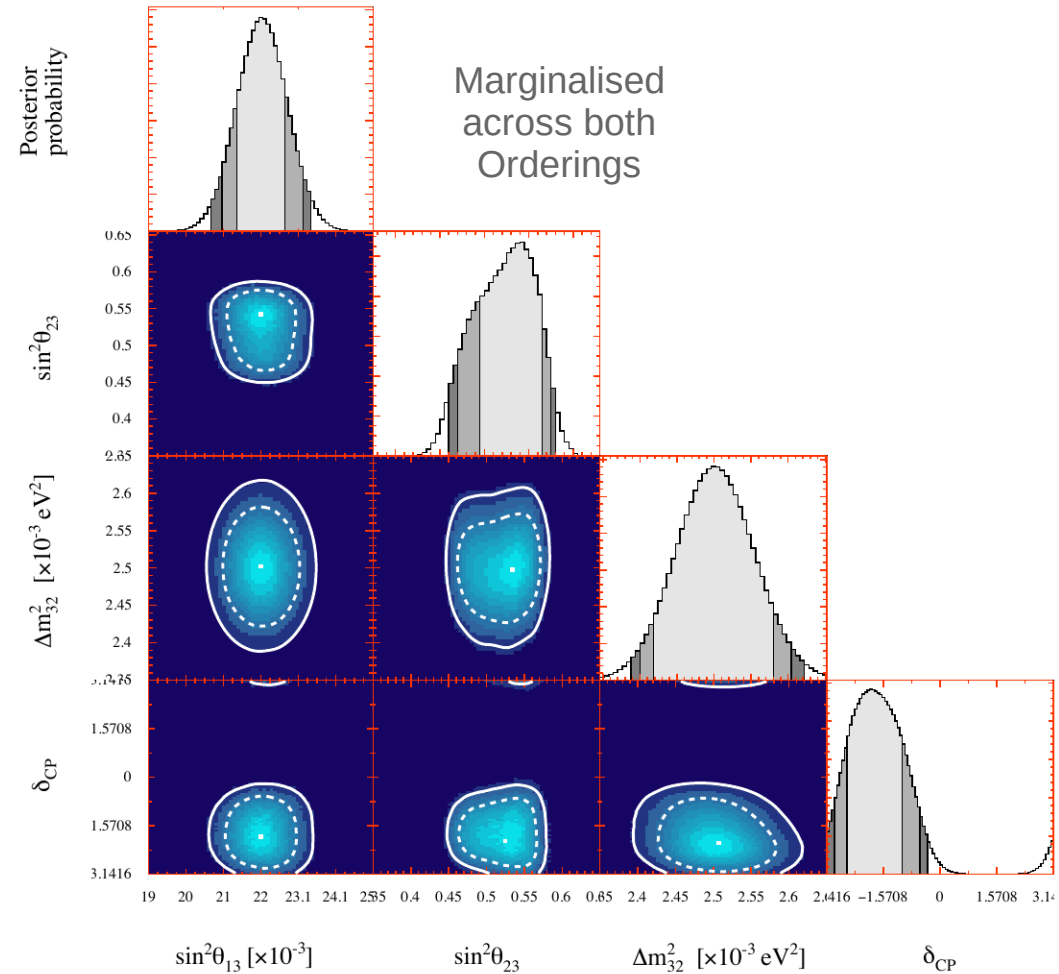 Posterior
probability
Marginalised
across both
Orderings
0.65
0.6
0.55
0.5
0.45
0.4
sin²θ₂₃
2.6
2.55
2.5
2.45
2.4
Δm²₃₂ [×10⁻³ eV²]
1.5708
0
1.5708
3.1416
δCP
19 20 21 22 23.1 24.1
0.4 0.45 0.5 0.55 0.6
2.4 2.45 2.5 2.55 2.6
−1.5708 0 1.5708
sin²θ₁₃ [×10⁻³] sin²θ₂₃ Δm²₃₂ [×10⁻³ eV²] δCP